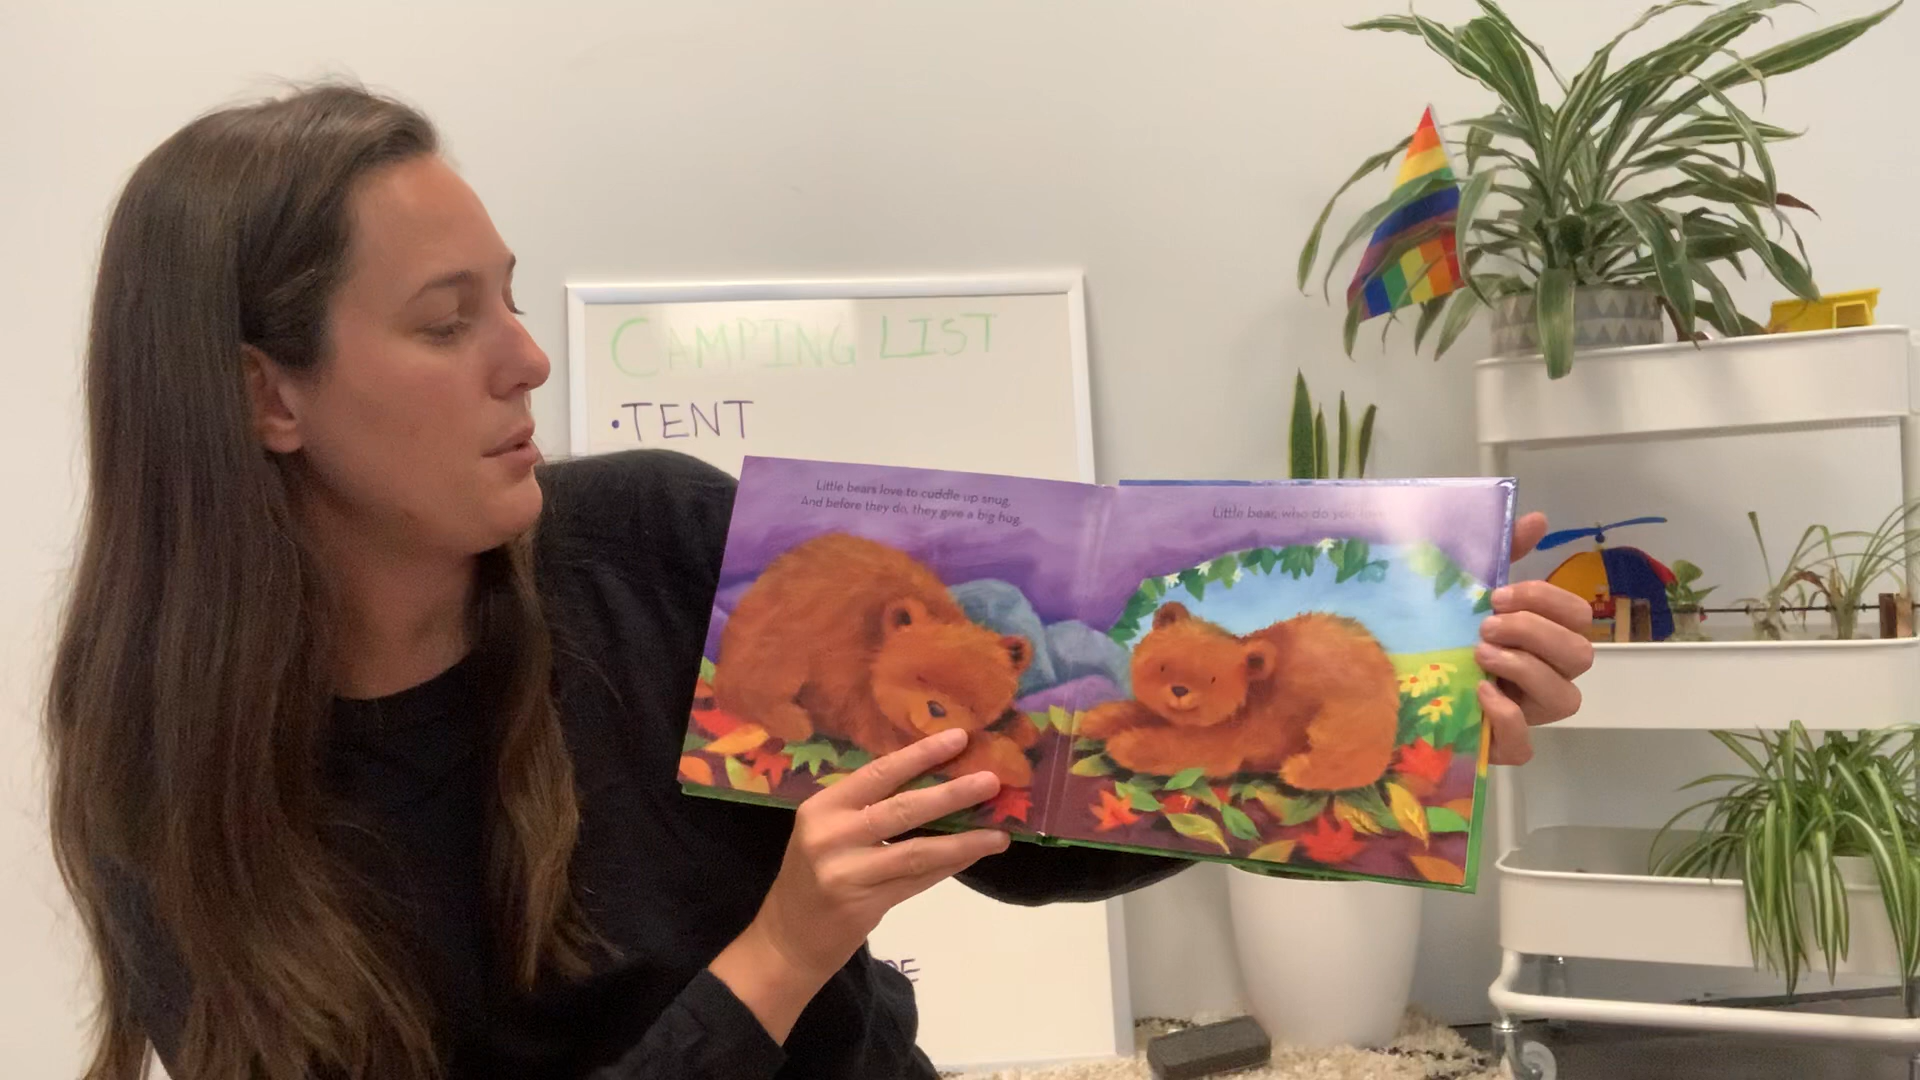 CAMPING LIST
•TENT
Little bears love to cuddle up snug,
And before they do, they give a big hug.
Little bear, who do you love